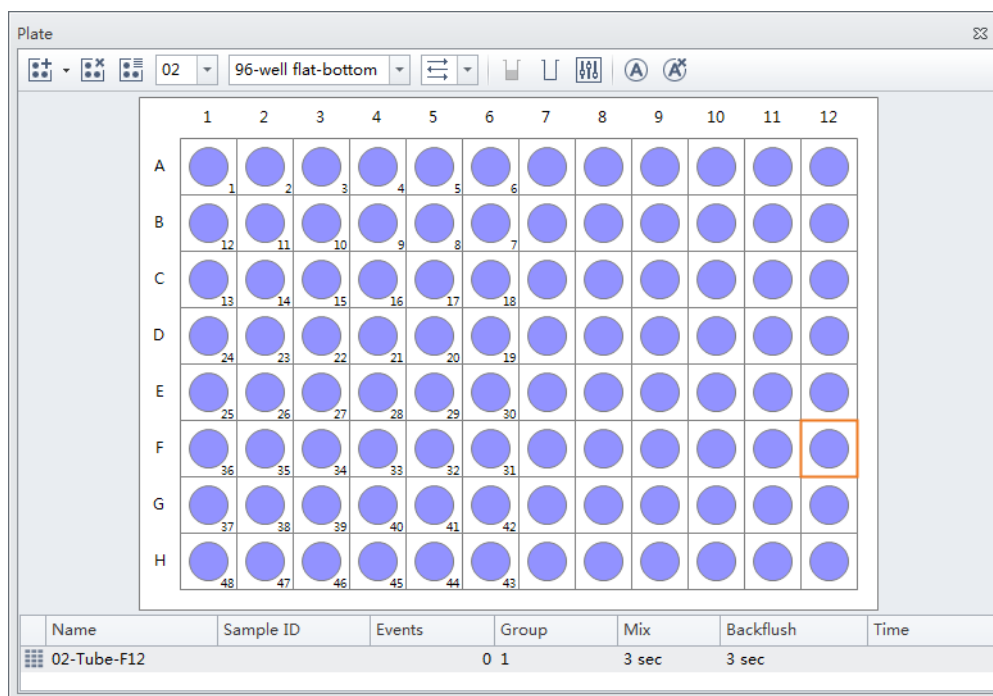 Plate
02 96-well flat-bottom A A
1 2 3 4 5 6 7 8 9 10 11 12
A
1 2 3 4 5 6
B
12 11 10 9 8 7
C
13 14 15 16 17 18
D
24 23 22 21 20 19
E
25 26 27 28 29 30
F
36 35 34 33 32 31
G
37 38 39 40 41 42
H
48 47 46 45 44 43
Name Sample ID Events Group Mix Backflush Time
02-Tube-F12 0 1 3 sec 3 sec